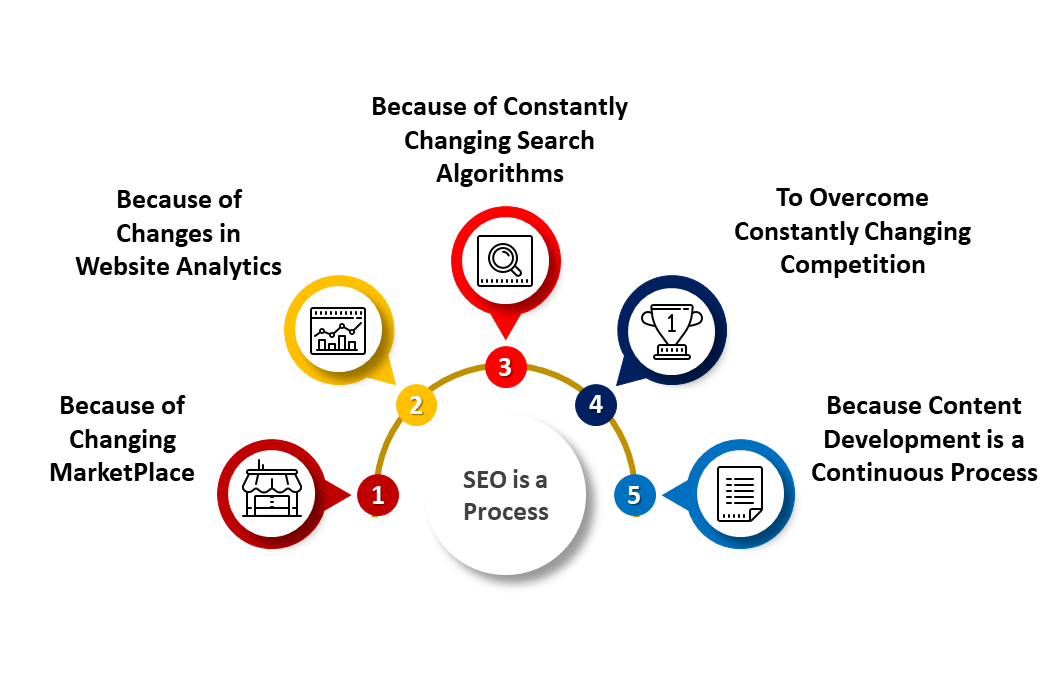 Because of
Changing
MarketPlace
1
Because of
Changes in
Website Analytics
2
Because of Constantly
Changing Search
Algorithms
3
To Overcome
Constantly Changing
Competition
1
4
Because Content
Development is a
Continuous Process
5
SEO is a
Process